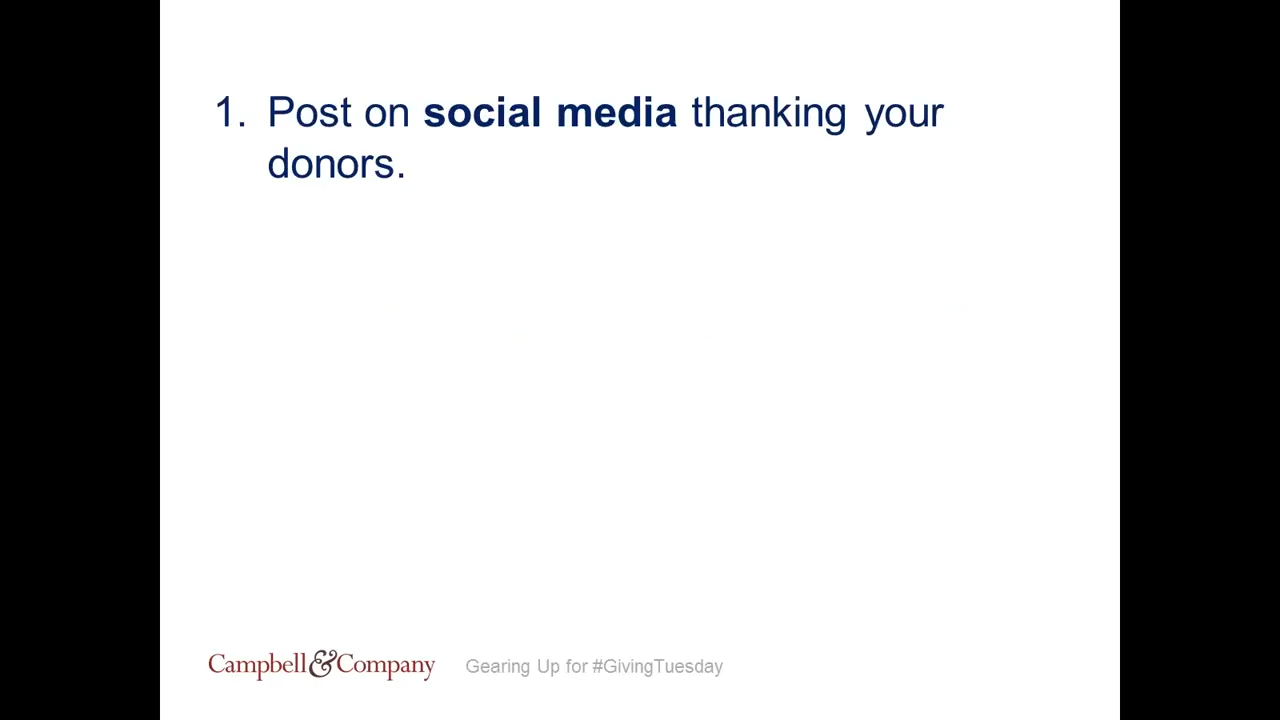 1. Post on social media thanking your
donors.
Campbell&Company Gearing Up for #GivingTuesday